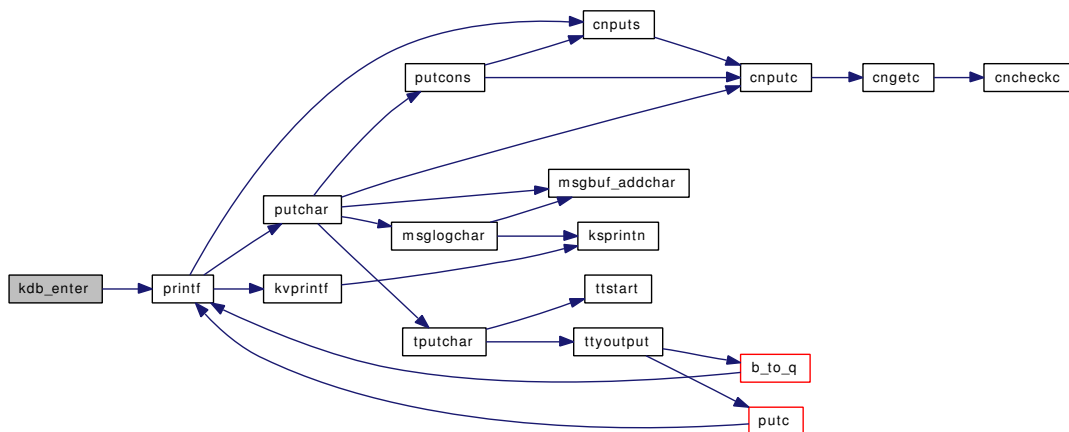 cnputs
putcons
cnputc
cngetc
cncheckc
msgbuf_addchar
putchar
msglogchar
ksprintn
kdb_enter
printf
kvprintf
ttstart
tputchar
ttyoutput
b_to_q
putc